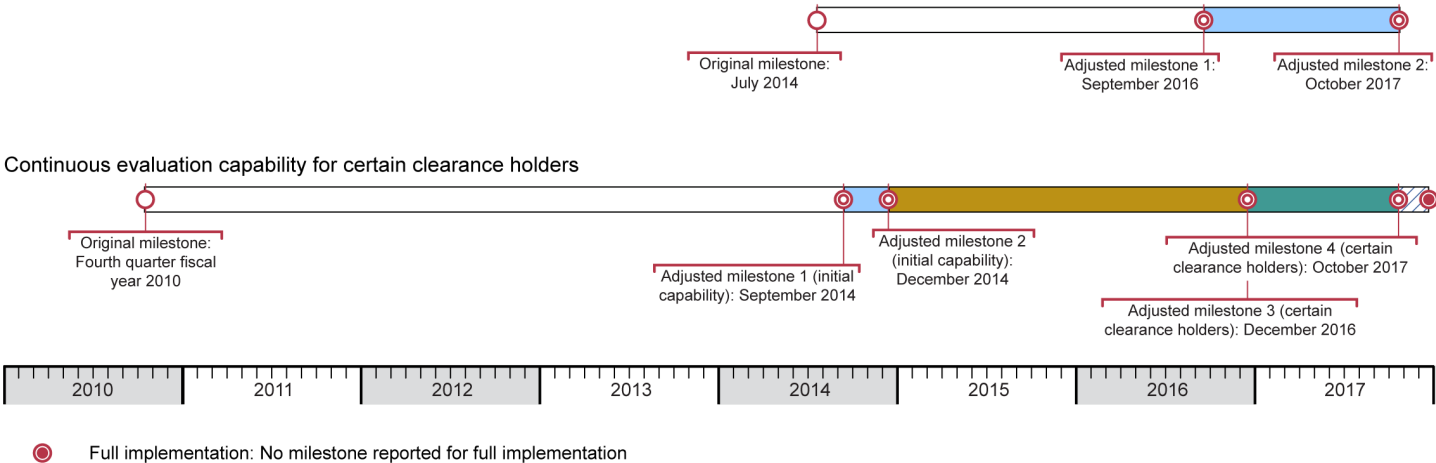 Original milestone:
July 2014
Adjusted milestone 1:
September 2016
Adjusted milestone 2:
October 2017
Continuous evaluation capability for certain clearance holders
Original milestone:
Fourth quarter fiscal
year 2010
Adjusted milestone 1 (initial
capability): September 2014
Adjusted milestone 2
(initial capability):
December 2014
Adjusted milestone 4 (certain
clearance holders): October 2017
Adjusted milestone 3 (certain
clearance holders): December 2016
2010 2011 2012 2013 2014 2015 2016 2017
Full implementation: No milestone reported for full implementation